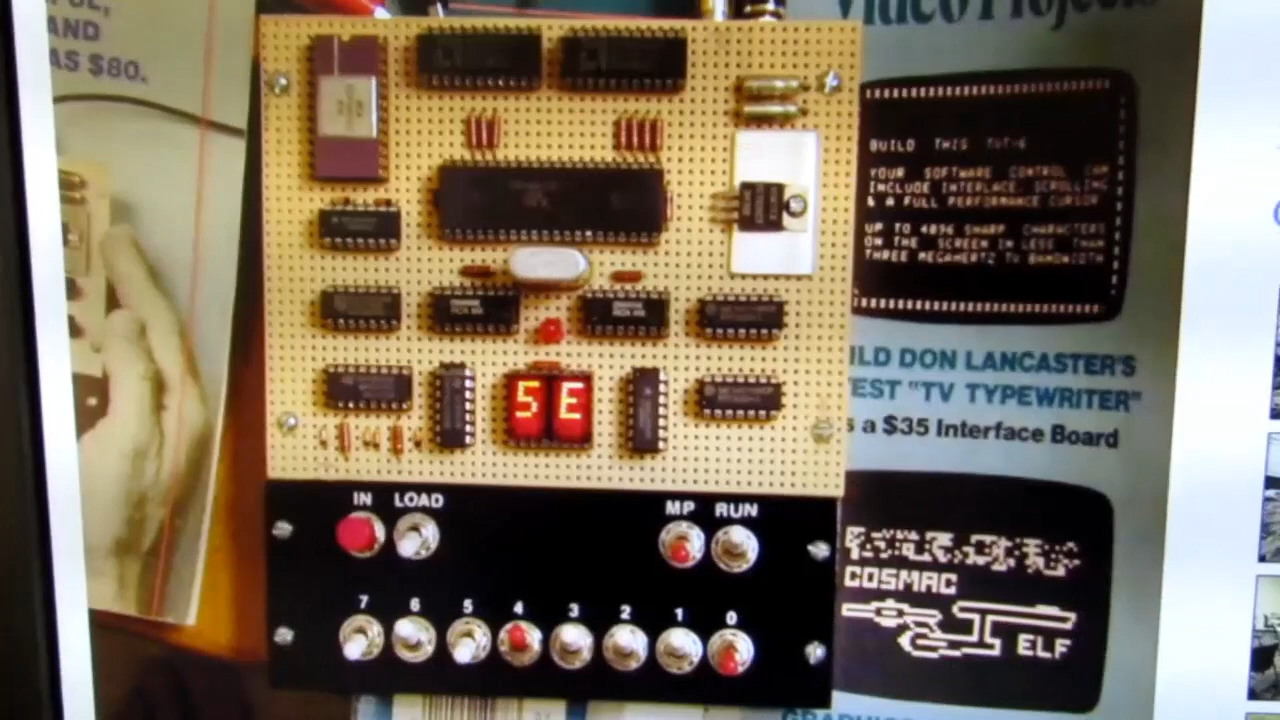 AND
AS $80.
Video Projects
BUILD THIS TVT-6
YOUR SOFTWARE CONTROL CAN
INCLUDE INTERLACE, SCROLLING
& A FULL PERFORMANCE CURSOR
UP TO 4096 SHARP CHARACTERS
ON THE SCREEN IN LESS THAN
THREE MEGAHERTZ TV BANDWIDTH
ILD DON LANCASTER'S
EST "TV TYPEWRITER"
s a $35 Interface Board
5E
IN LOAD MP RUN
7 6 5 4 3 2 1 0
COSMAC
ELF